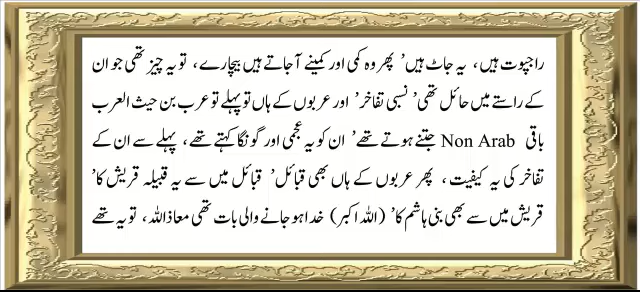 راجپوت ہیں، یہ جاٹ ہیں’ پھر وہ کمی اور کمینے آ جاتے ہیں بیچارے، تو یہ چیز تھی جو ان
کے راستے میں حائل تھی’ نسبی تفاخر’ اور عربوں کے ہاں تو پہلے تو عرب بن حیث العرب
باقی Non Arab جتنے ہوتے تھے’ ان کو یہ عجمی اور گونگا کہتے تھے، پہلے سے ان کے
تفاخر کی یہ کیفیت، پھر عربوں کے ہاں بھی قبائل’ قبائل میں سے یہ قبیلہ قریش کا’
قریش میں سے بھی بنی ہاشم کا’ (اللہ اکبر) خدا ہو جانے والی بات تھی معاذاللہ، تو یہ تھے